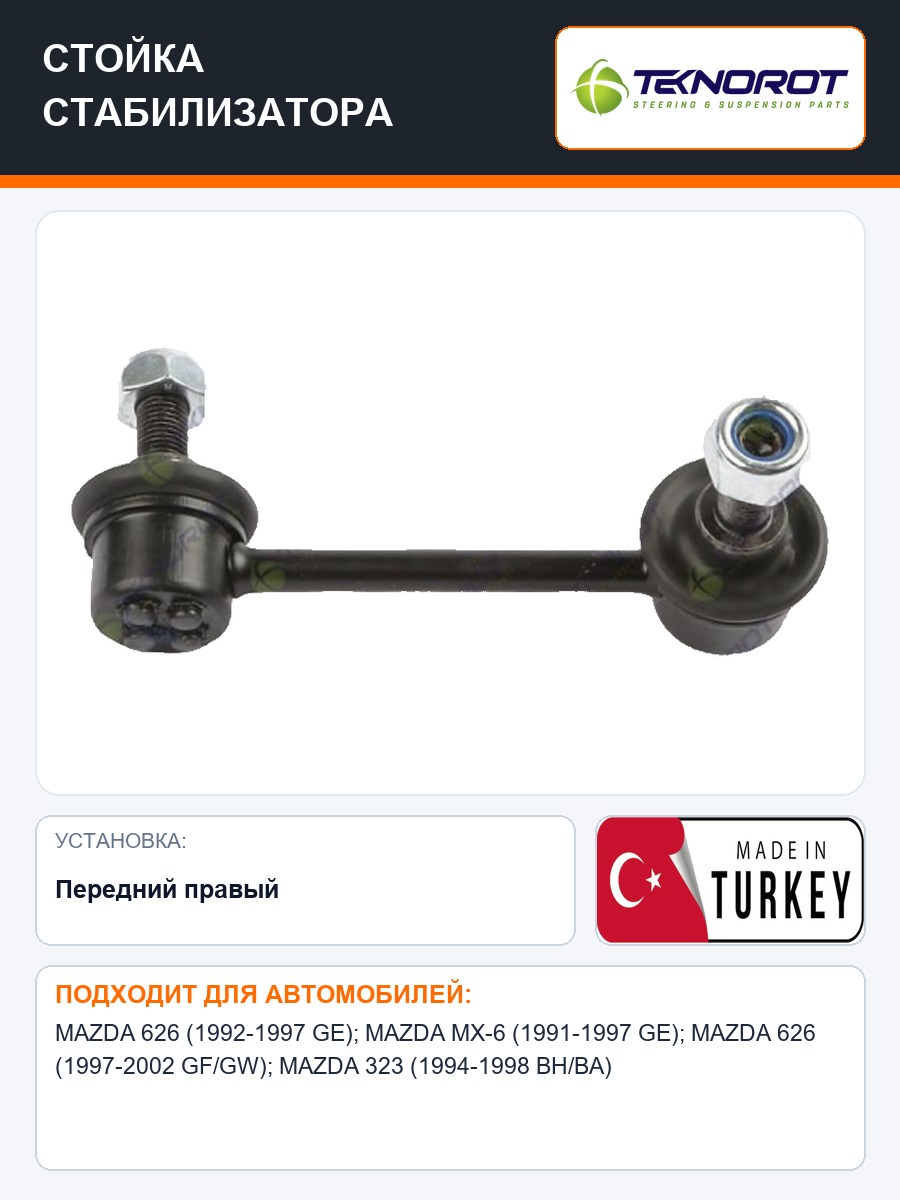 СТОЙКА
СТАБИЛИЗАТОРА
TEKNOROT
STEERING & SUSPENSION PARTS
УСТАНОВКА:
Передний правый
MADE IN
TURKEY
ПОДХОДИТ ДЛЯ АВТОМОБИЛЕЙ:
MAZDA 626 (1992-1997 GE); MAZDA MX-6 (1991-1997 GE); MAZDA 626
(1997-2002 GF/GW); MAZDA 323 (1994-1998 BH/BA)